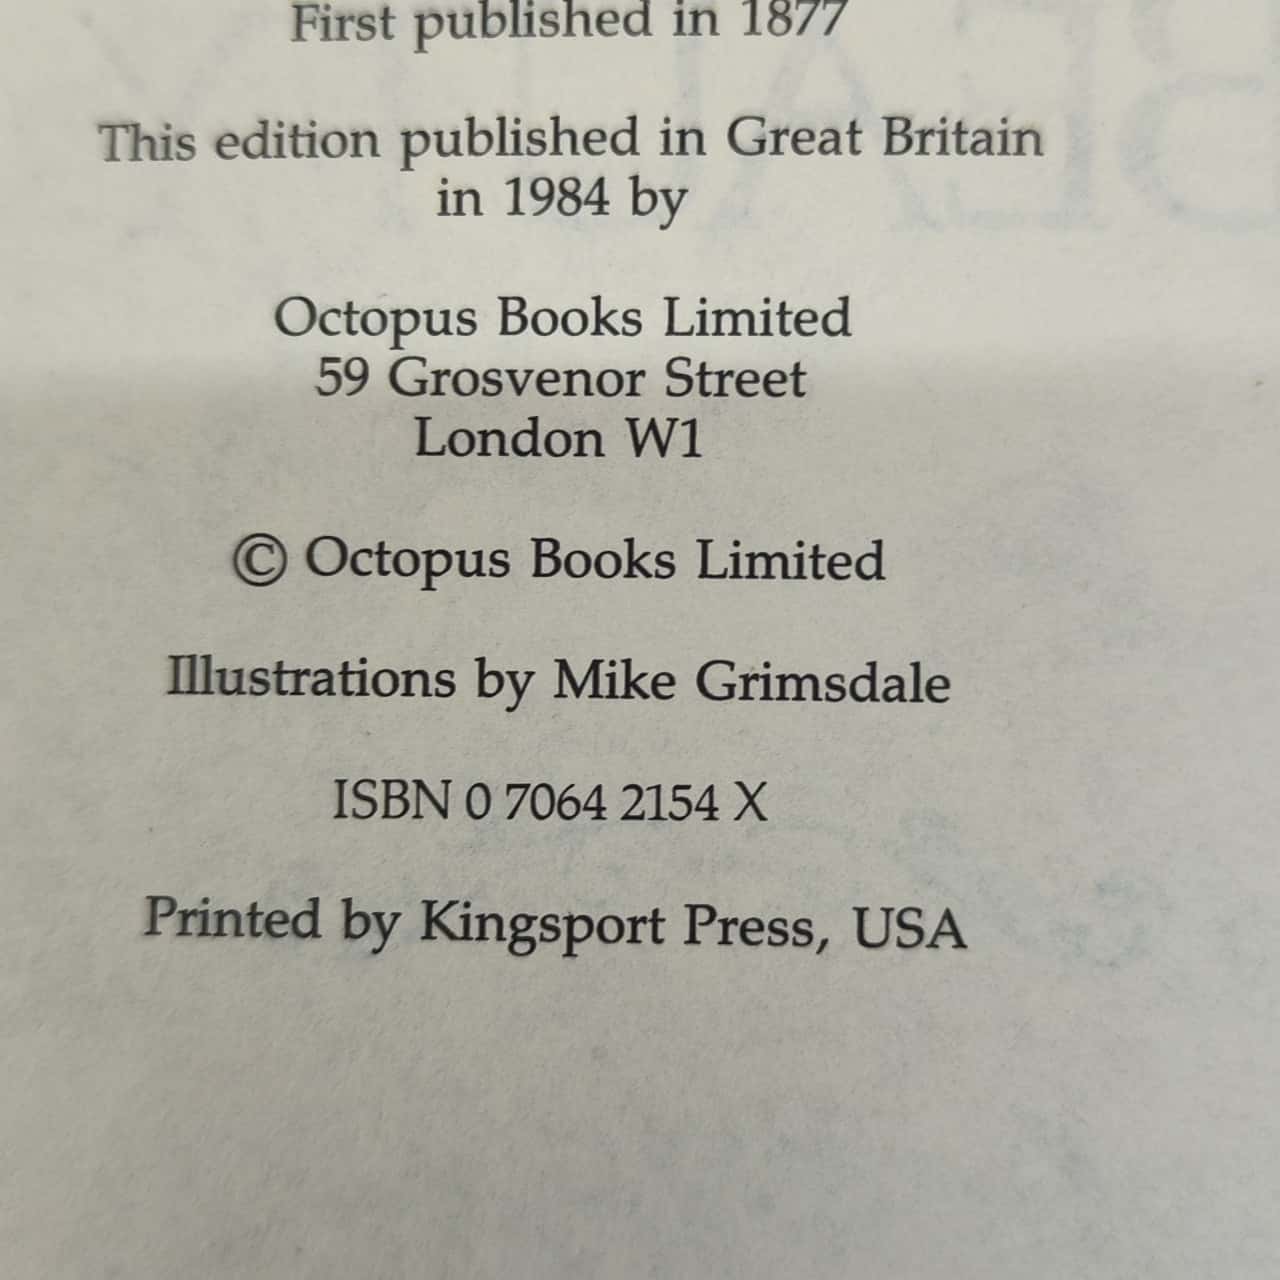 First published in 1877
This edition published in Great Britain
in 1984 by
Octopus Books Limited
59 Grosvenor Street
London W1
© Octopus Books Limited
Illustrations by Mike Grimsdale
ISBN 0 7064 2154 X
Printed by Kingsport Press, USA